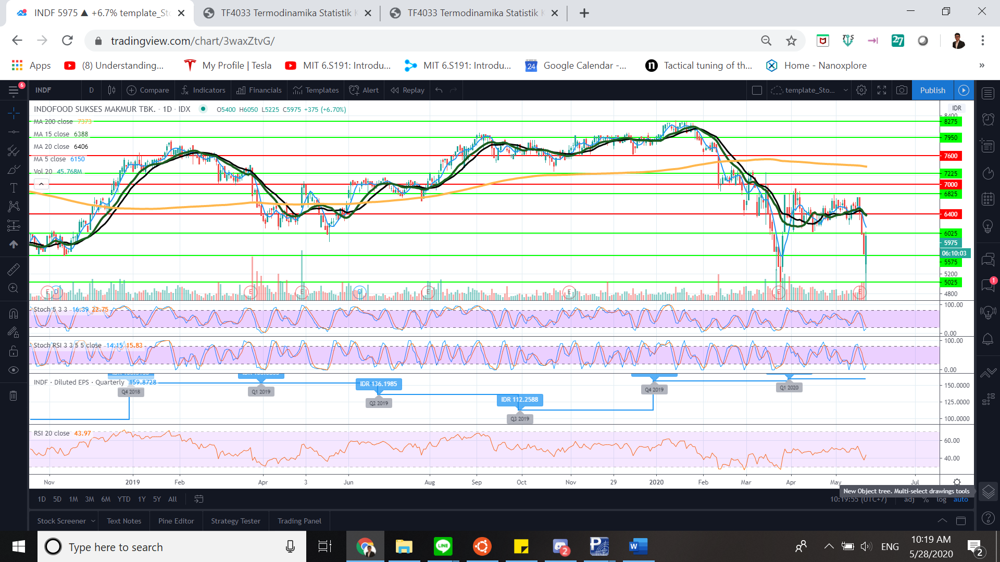 INDF 5975 ▲ +6.7% template_Sto
TF4033 Termodinamika Statistik K
TF4033 Termodinamika Statistik K
tradingview.com/chart/3waxZtvG/
Apps
(8) Understanding...
My Profile | Tesla
MIT 6.S191: Introdu...
MIT 6.S191: Introdu...
24
Google Calendar -...
Tactical tuning of th...
Home - Nanoxplore
»
6
INDF
D
Compare
Indicators
Financials
Templates
Alert
Replay
template_Sto...
Publish
INDOFOOD SUKSES MAKMUR TBK. · 1D · IDX
O5400 H6050 L5225 C5975 +375 (+6.70%)
MA 200 close 7373
MA 15 close 6388
MA 20 close 6406
MA 5 close 6150
Vol 20 45.768M
IDR
8400
8275
7950
7600
7225
7000
6825
6400
6025
5975
06:10:03
5575
5200
5025
4800
E D E E D E E E E
Stoch 5 3 3 16.39 22.75
100.00
0.00
Stoch RSI 3 3 5 5 close 14.15 15.83
100.00
0.00
INDF · Diluted EPS · Quarterly 159.8728
Q4 2018
Q1 2019
IDR 136.1985
Q2 2019
IDR 112.2588
Q3 2019
Q4 2019
Q1 2020
150.0000
125.0000
100.0000
RSI 20 close 43.97
60.00
40.00
Nov 2019 Feb Apr 3 Jun Aug Sep Oct Nov 29 2020 Feb Mar Apr May Jul
New Object tree. Multi-select drawings tools
1D 5D 1M 3M 6M YTD 1Y 5Y All
10:19:55 (UTC+7) adj % log auto
Stock Screener
Text Notes
Pine Editor
Strategy Tester
Trading Panel
1
Type here to search
LINE
2
ENG
10:19 AM
5/28/2020
2